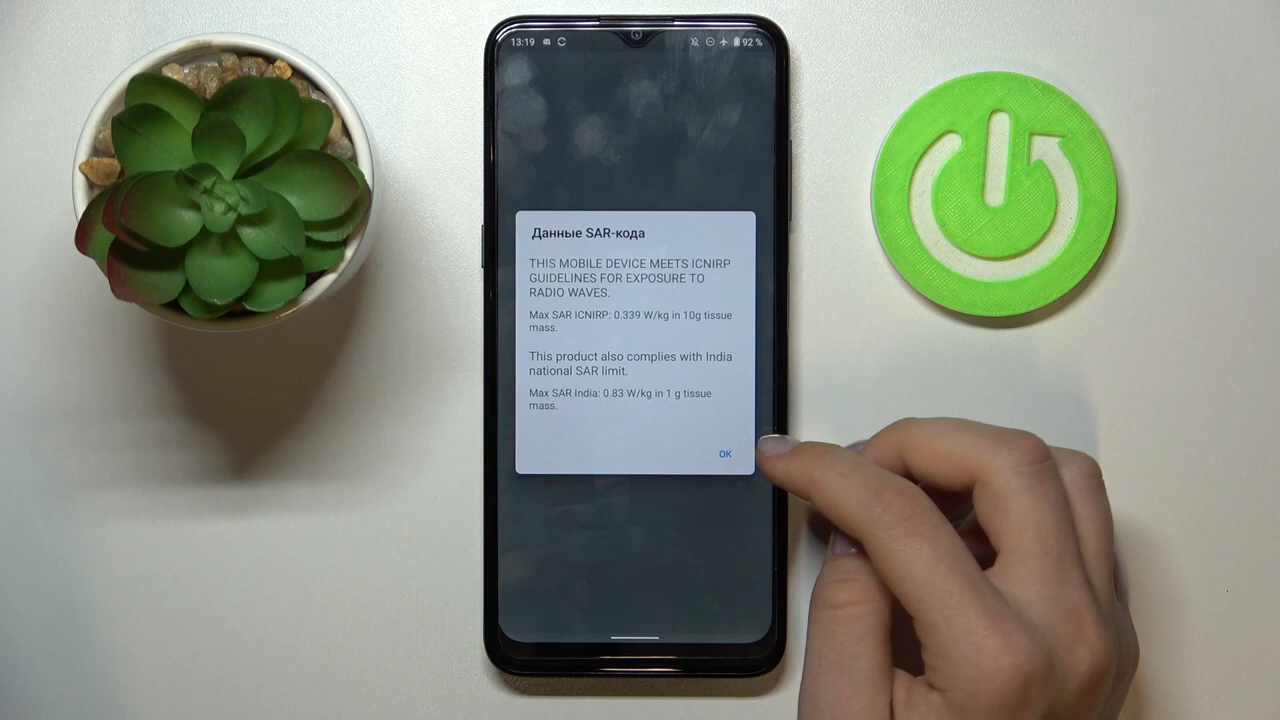 13:19
92 %
Данные SAR-кода
THIS MOBILE DEVICE MEETS ICNIRP
GUIDELINES FOR EXPOSURE TO
RADIO WAVES.
Max SAR ICNIRP: 0.339 W/kg in 10g tissue
mass.
This product also complies with India
national SAR limit.
Max SAR India: 0.83 W/kg in 1 g tissue
mass.
OK